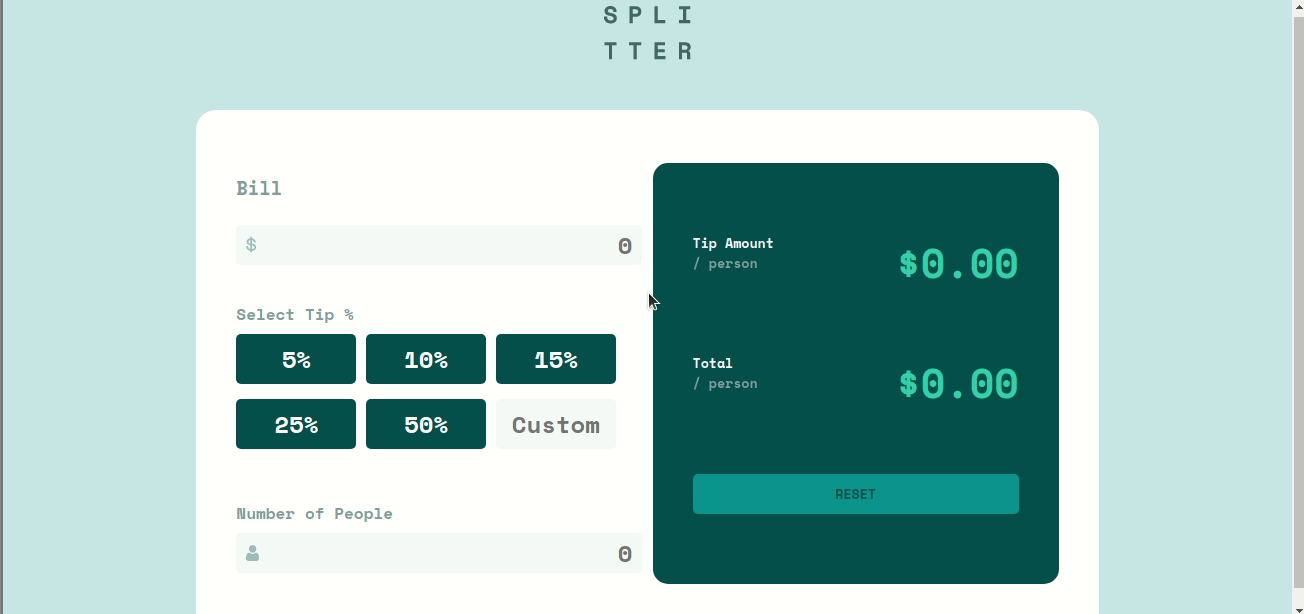 SPLI
TTER
Bill
$ 0
Select Tip %
5% 10% 15%
25% 50% Custom
Number of People
0
Tip Amount
/ person
$0.00
Total
/ person
$0.00
RESET